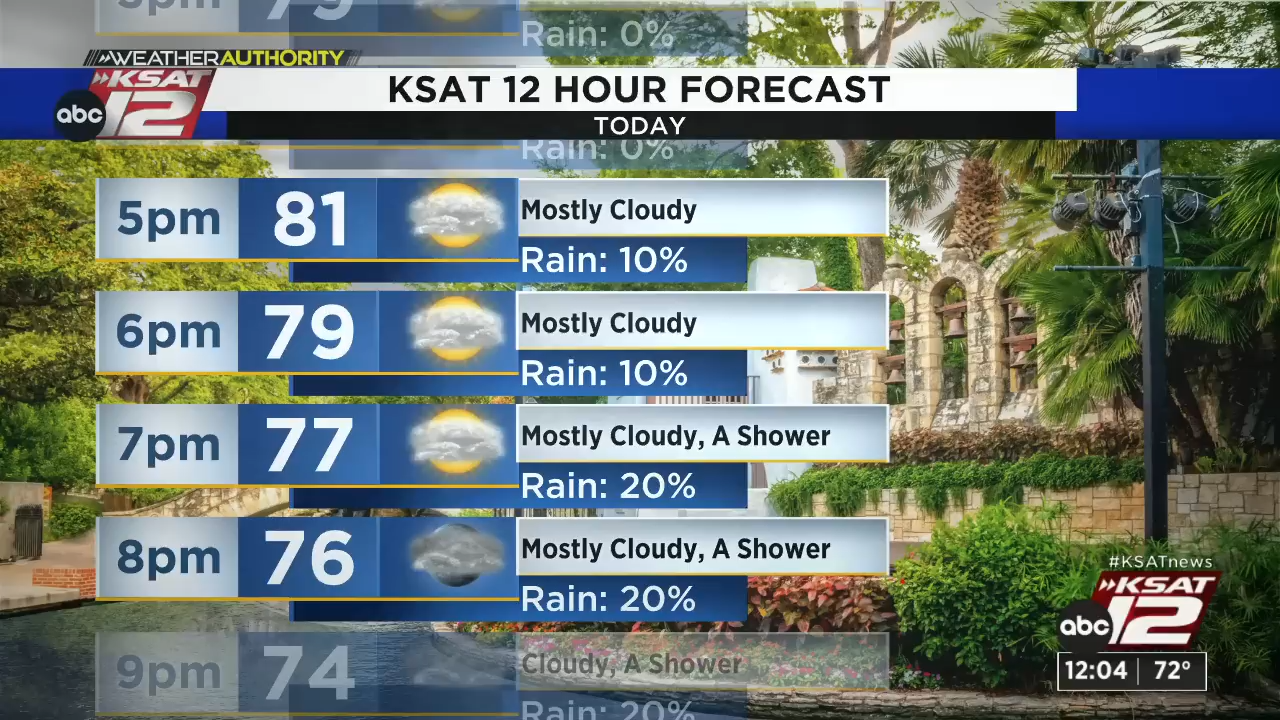 79
Rain: 0%
WEATHERAUTHORITY
KSAT
abc 12
KSAT 12 HOUR FORECAST
TODAY
Rain: 0%
5pm 81 Mostly Cloudy
Rain: 10%
6pm 79 Mostly Cloudy
Rain: 10%
7pm 77 Mostly Cloudy, A Shower
Rain: 20%
8pm 76 Mostly Cloudy, A Shower
Rain: 20%
9pm 74 Cloudy, A Shower
Rain: 20%
#KSATnews
KSAT
abc 12
12:04 72°